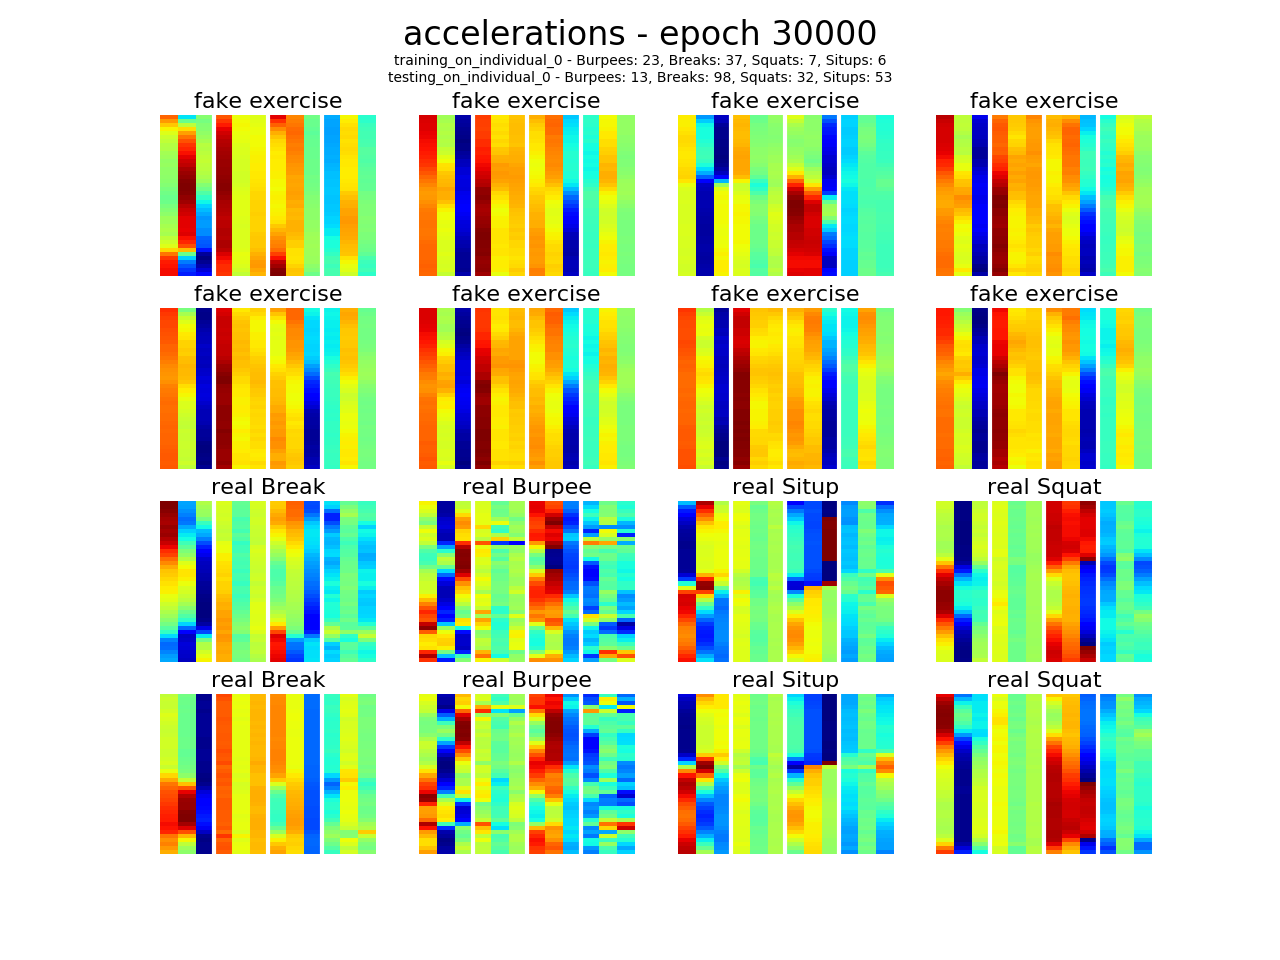 accelerations - epoch 30000
training_on_individual_0 - Burpees: 23, Breaks: 37, Squats: 7, Situps: 6
testing_on_individual_0 - Burpees: 13, Breaks: 98, Squats: 32, Situps: 53
fake exercise fake exercise fake exercise fake exercise
fake exercise fake exercise fake exercise fake exercise
real Break real Burpee real Situp real Squat
real Break real Burpee real Situp real Squat